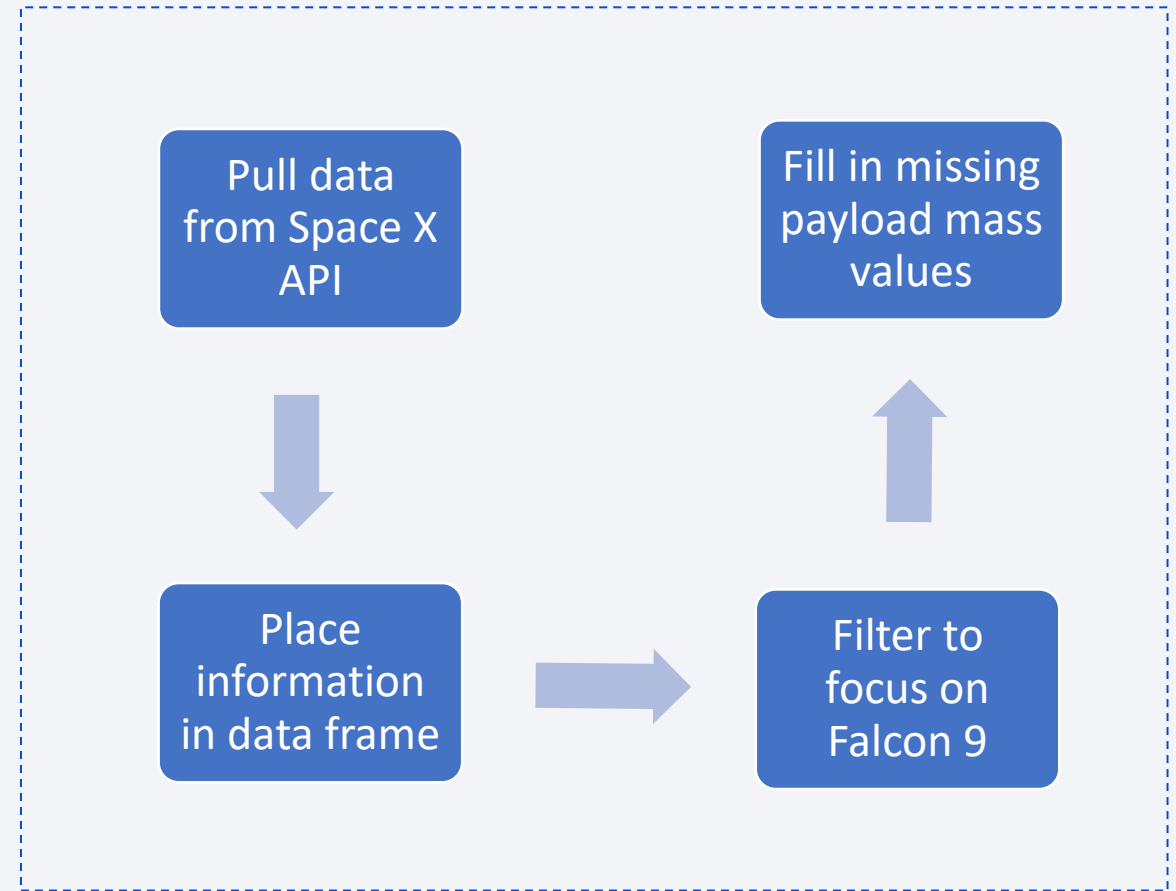 Pull data
from Space X
API
Place
information
in data frame
Filter to
focus on
Falcon 9
Fill in missing
payload mass
values